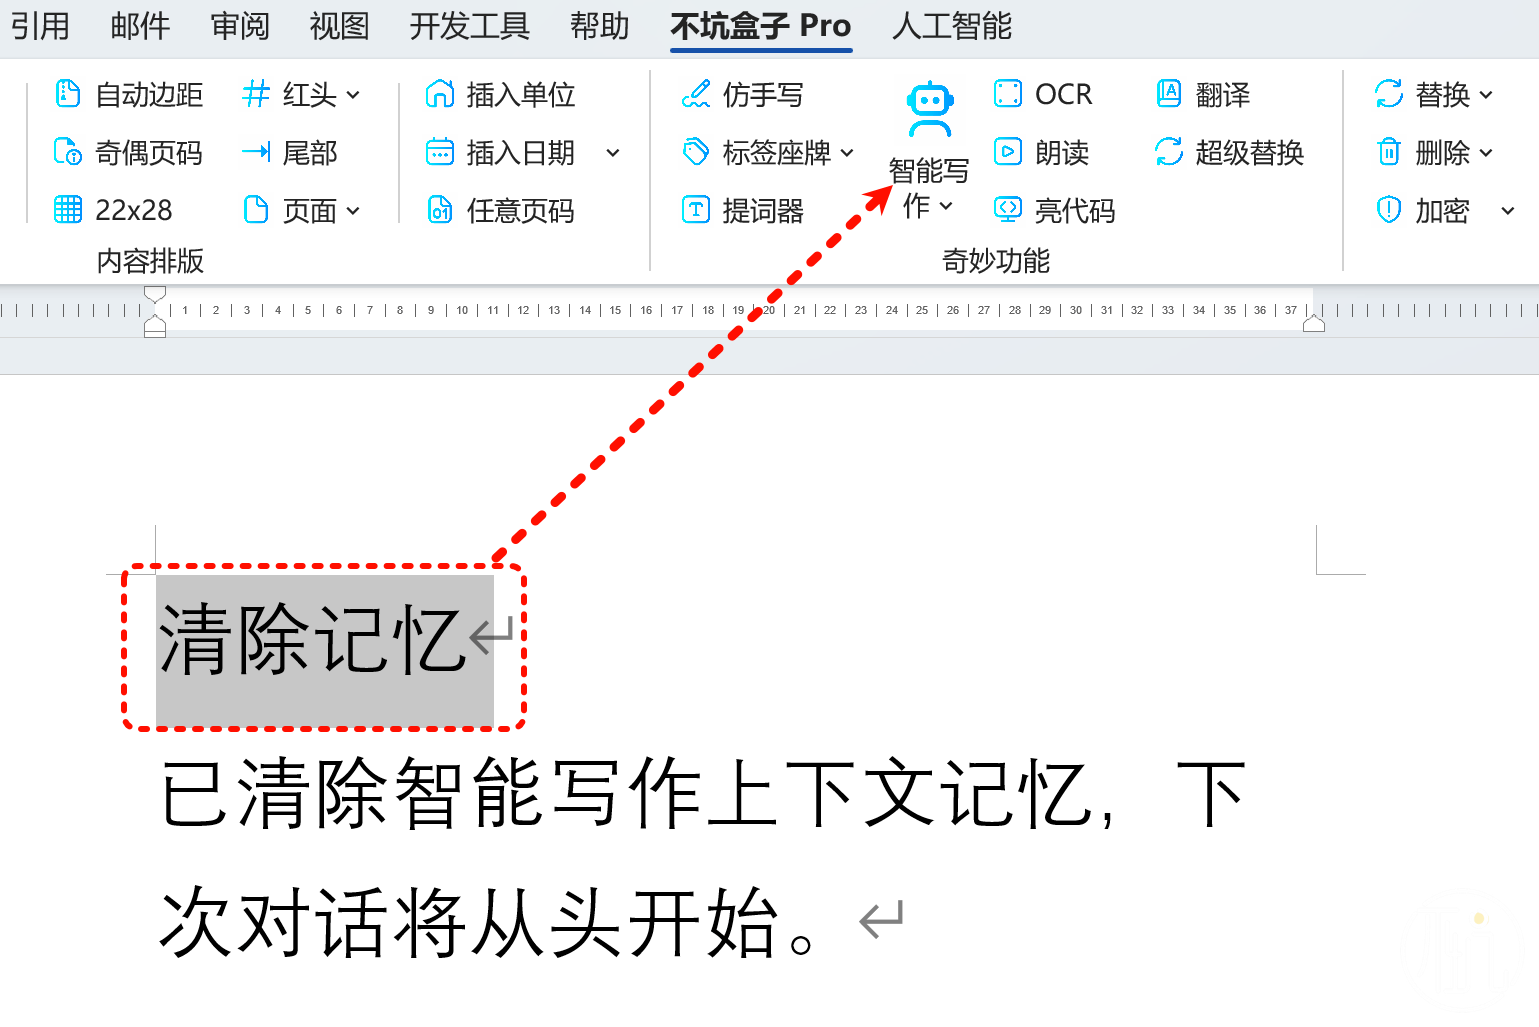 引用 邮件 审阅 视图 开发工具 帮助 不坑盒子 Pro 人工智能
自动边距 红头 插入单位 仿手写 OCR 翻译 替换
奇偶页码 尾部 插入日期 标签座牌 智能写作 朗读 超级替换 删除
22x28 页面 任意页码 提词器 亮代码 加密
内容排版 奇妙功能
1 2 3 4 5 6 7 8 9 10 11 12 13 14 15 16 17 18 19 20 21 22 23 24 25 26 27 28 29 30 31 32 33 34 35 36 37
清除记忆
已清除智能写作上下文记忆，下
次对话将从头开始。